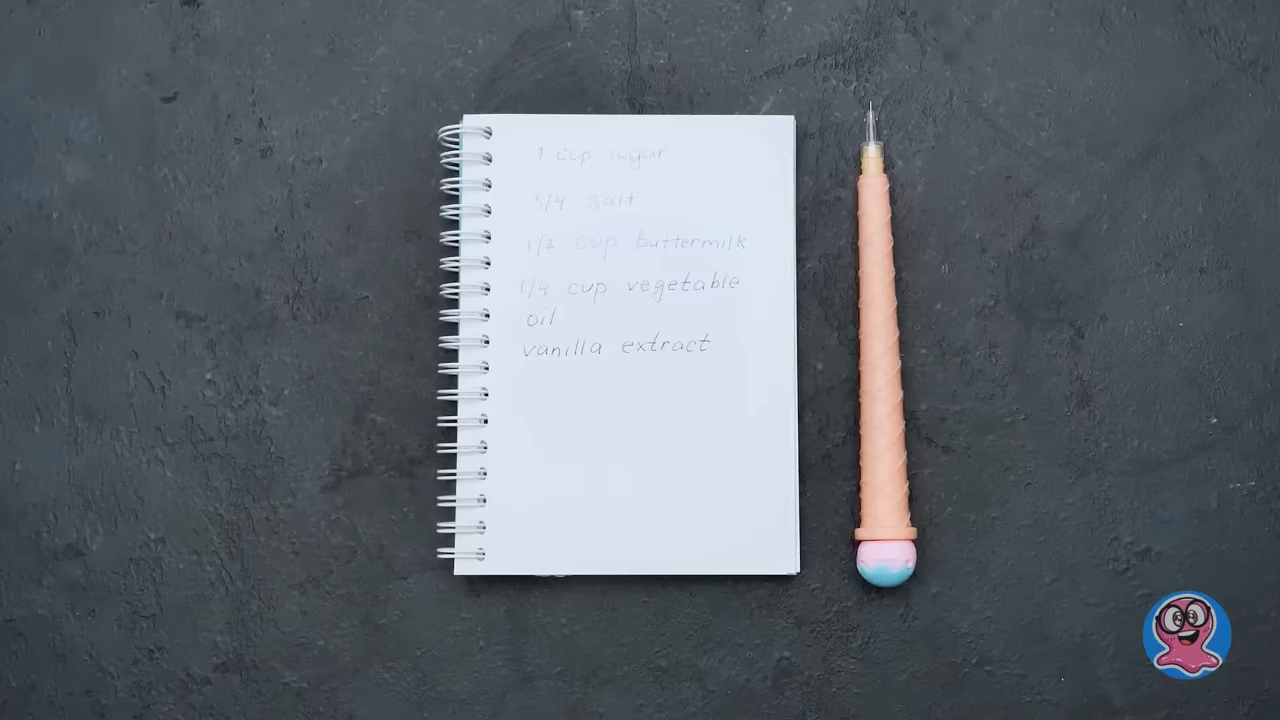 1 cup sugar
3/4 salt
1/2 cup buttermilk
1/4 cup vegetable
oil
vanilla extract